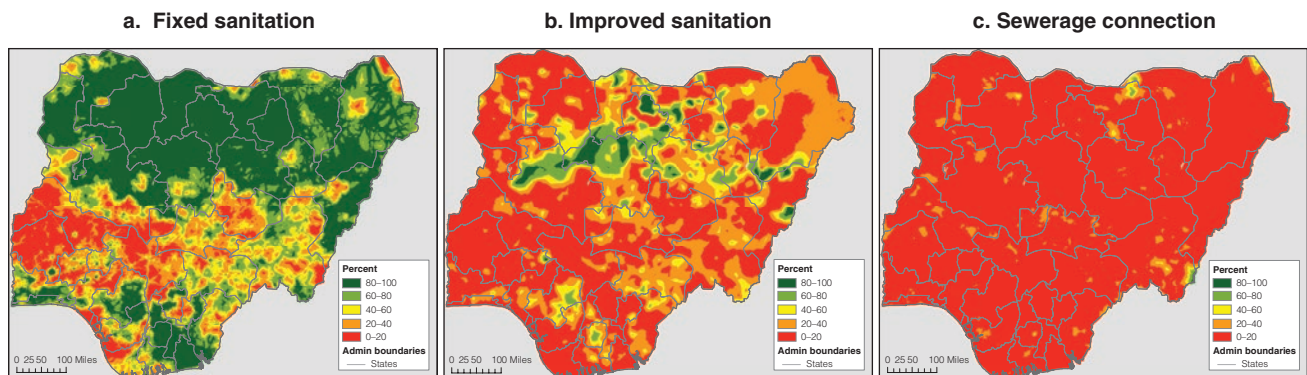 a. Fixed sanitation
b. Improved sanitation
c. Sewerage connection
Percent
80–100
60–80
40–60
20–40
0–20
Admin boundaries
States
0 25 50 100 Miles
Percent
80–100
60–80
40–60
20–40
0–20
Admin boundaries
States
0 25 50 100 Miles
Percent
80–100
60–80
40–60
20–40
0–20
Admin boundaries
States
0 25 50 100 Miles